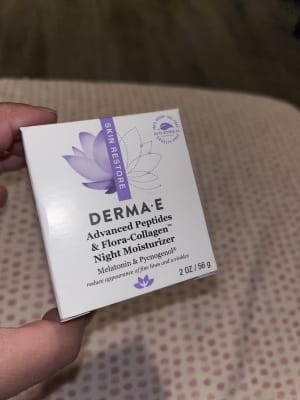 SKIN RESTORE
DERMA·E
Advanced Peptides
& Flora-Collagen™
Night Moisturizer
Melatonin & Pycnogenol®
reduce appearance of fine lines and wrinkles
2 OZ / 56 g